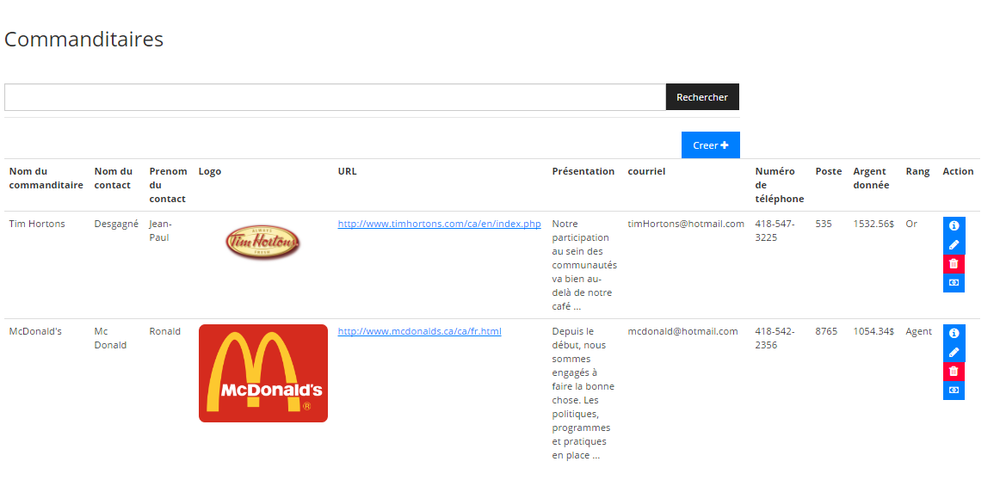 Commanditaires
Rechercher
Creer
Nom du commanditaire
Nom du contact
Prenom du contact
Logo
URL
Présentation
courriel
Numéro de téléphone
Poste
Argent donnée
Rang
Action
Tim Hortons
Desgagné
Jean-
Paul
ALWAYS
Tim Hortons
FRESH
http://www.timhortons.com/ca/en/index.php
Notre
participation
au sein des
communautés
va bien au-
delà de notre
café ...
timHortons@hotmail.com
418-547-
3225
535
1532.56$
Or
McDonald's
Mc
Donald
Ronald
McDonald's
®
http://www.mcdonalds.ca/ca/fr.html
Depuis le
début, nous
sommes
engagés à
faire la bonne
chose. Les
politiques,
programmes
et pratiques
en place ...
mcdonald@hotmail.com
418-542-
2356
8765
1054.34$
Agent